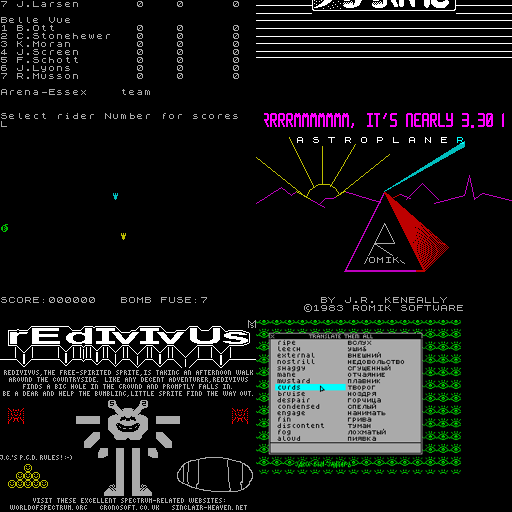 7 J.Larsen 0 0 0
Belle Vue
1 B.Ott 0 0 0
2 C.Stonehewer 0 0 0
3 K.Moran 0 0 0
4 J.Screen 0 0 0
5 F.Schott 0 0 0
6 J.Lyons 0 0 0
7 R.Musson 0 0 0
Arena-Essex team
Select rider Number for scores
L
RRRRMMMMMMM, IT'S NEARLY 3.30 I
ASTROPLANER
ROMIK
SCORE:000000 BOMB FUSE:7
BY J.R. KENEALLY
©1983 ROMIK SOFTWARE
rEdIVIVUs
REDIVIVUS,THE FREE-SPIRITED SPRITE,IS TAKING AN AFTERNOON WALK
AROUND THE COUNTRYSIDE. LIKE ANY DECENT ADVENTURER,REDIVIVUS
FINDS A BIG HOLE IN THE GROUND AND PROMPTLY FALLS IN.
BE A DEAR AND HELP THE BUMBLING,LITTLE SPRITE FIND THE WAY OUT.
J.C.'S P.G.D. RULES! :-)
VISIT THESE EXCELLENT SPECTRUM-RELATED WEBSITES:
WORLDOFSPECTRUM.ORG CRONOSOFT.CO.UK SINCLAIR-HEAVEN.NET
TRANSLATE THEM ALL
ripe ВОЛУХ
leech УШИБ
external ВНЕШНИЙ
nostrill НЕДОВОЛЬСТВО
shaggy СГУЩЕННЫЙ
mane ОТЧАЯНИЕ
mustard ПЛАВНИК
curds ТВОРОГ
bruise НОЗДРЯ
despair ГОРЧИЦА
condensed СПЕЛЫЙ
engage НАНИМАТЬ
fin ГРИВА
discontent ТУМАН
fog ЛОХМАТЫЙ
aloud ПИЯВКА